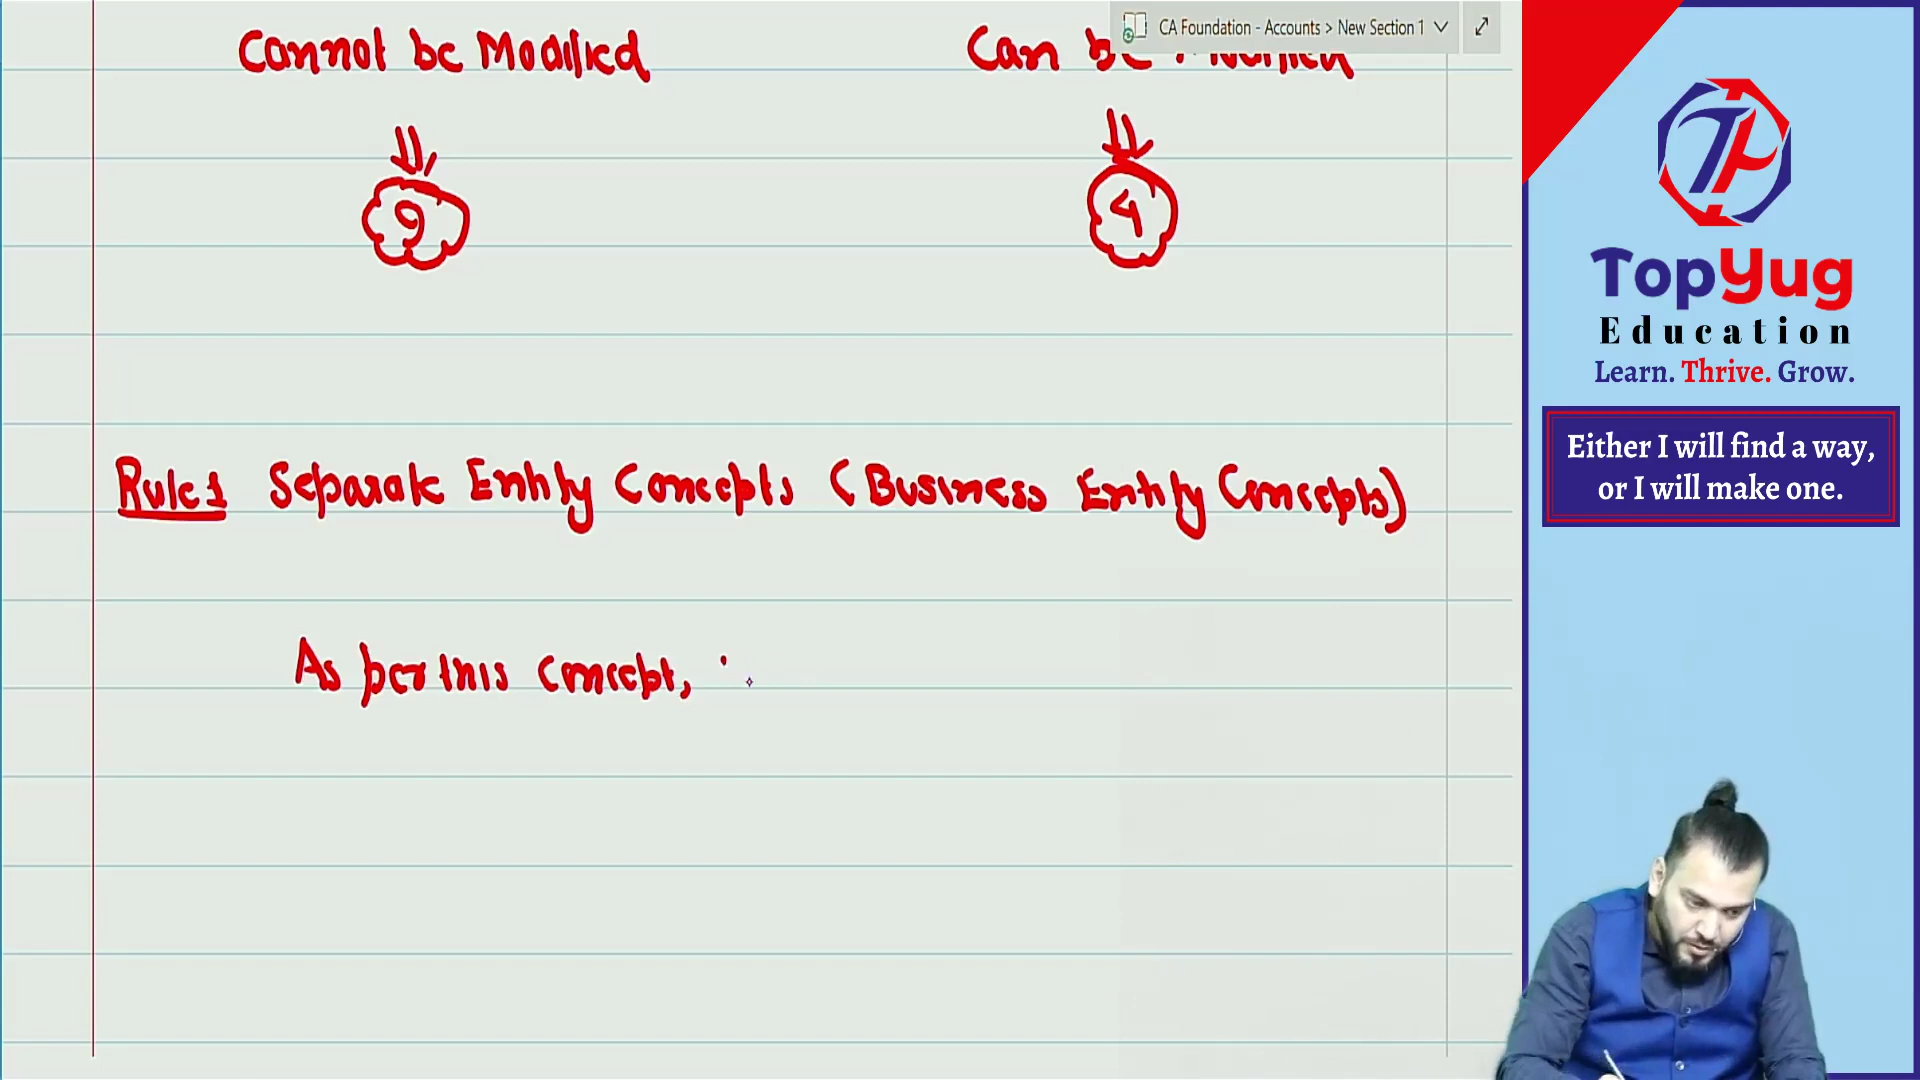 CA Foundation - Accounts > New Section 1
Cannot be Modified
Can be Modified
9
4
Rule 1 Separate Entity Concepts (Business Entity Concepts)
As per this concept,
TopYug
Education
Learn. Thrive. Grow.
Either I will find a way,
or I will make one.